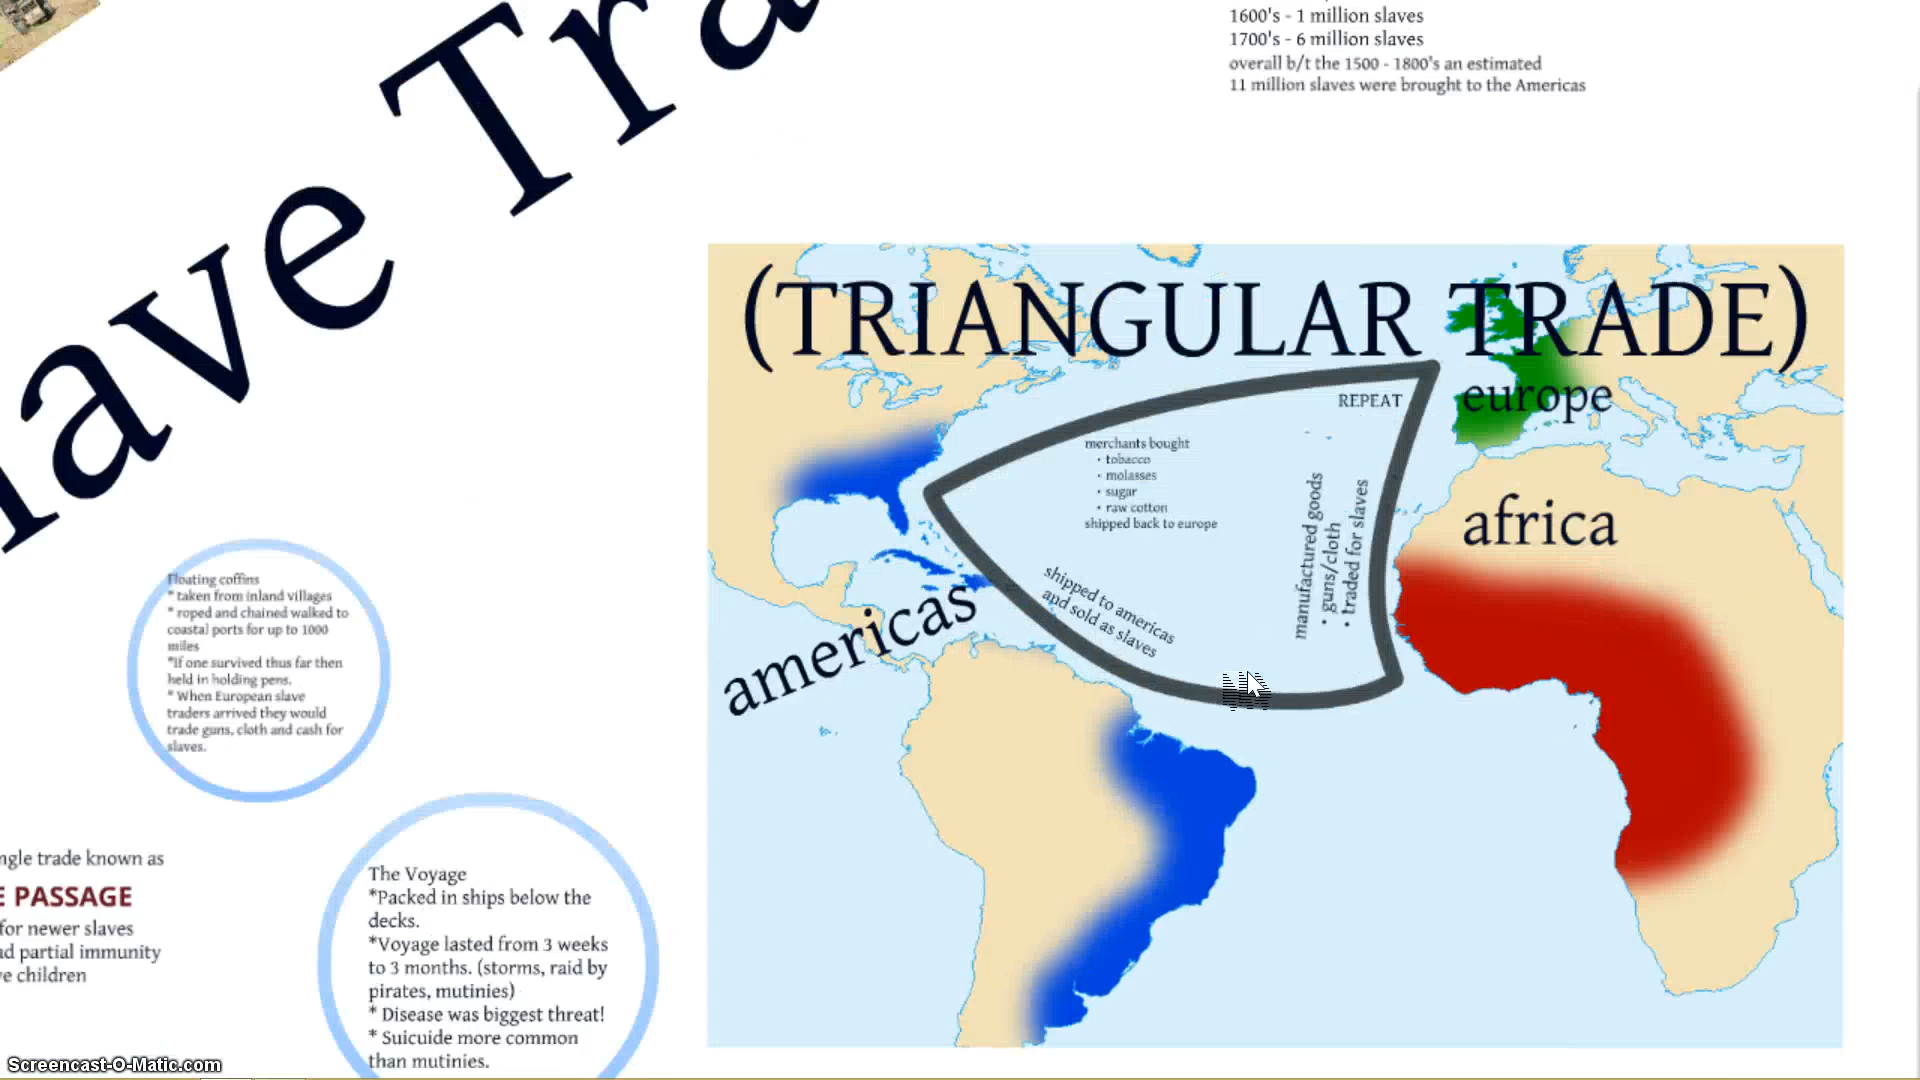 1600's - 1 million slaves
1700's - 6 million slaves
overall b/t the 1500 - 1800's an estimated
11 million slaves were brought to the Americas
lave Tra
(TRIANGULAR TRADE)
europe
REPEAT
merchants bought
• tobacco
• molasses
• sugar
• raw cotton
shipped back to europe
manufactured goods
• guns/cloth
• traded for slaves
africa
shipped to americas
and sold as slaves
americas
Floating coffins
* taken from inland villages
* roped and chained walked to
coastal ports for up to 1000
miles
*If one survived thus far then
held in holding pens.
* When European slave
traders arrived they would
trade guns, cloth and cash for
slaves.
ngle trade known as
E PASSAGE
for newer slaves
ad partial immunity
ve children
The Voyage
*Packed in ships below the
decks.
*Voyage lasted from 3 weeks
to 3 months. (storms, raid by
pirates, mutinies)
* Disease was biggest threat!
* Suicuide more common
than mutinies.
Screencast-O-Matic.com